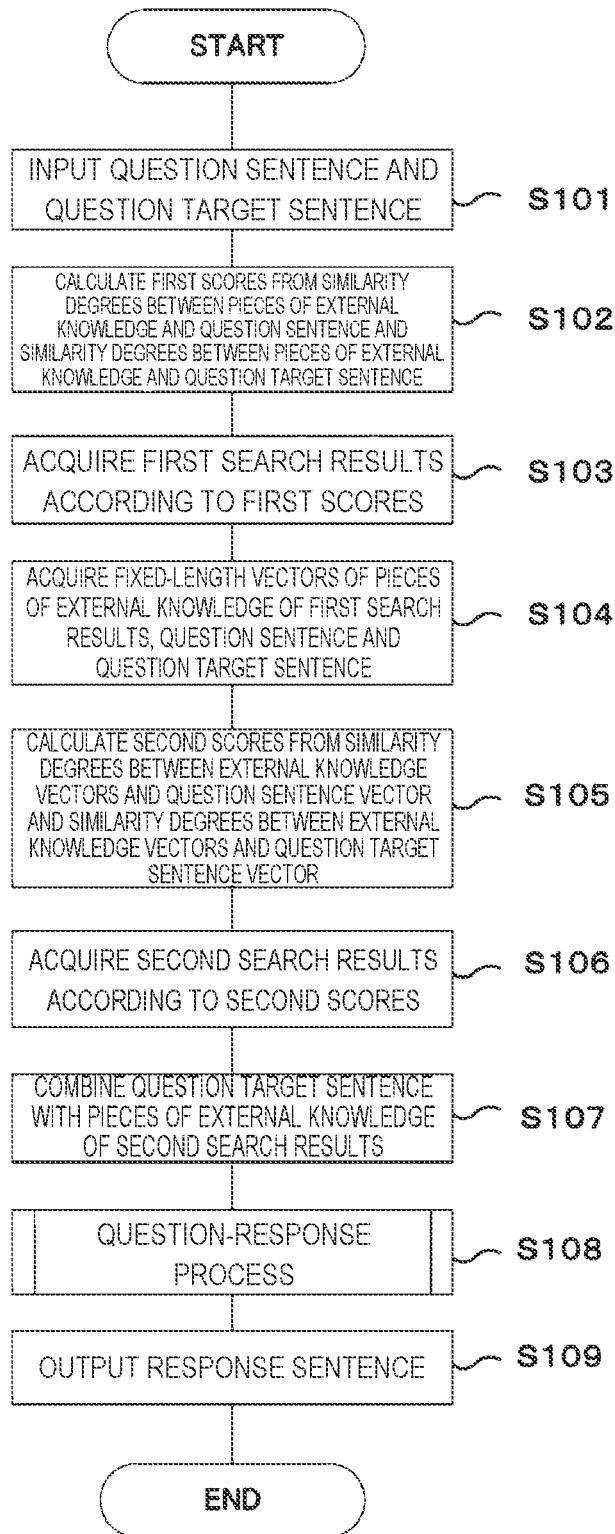 START
INPUT QUESTION SENTENCE AND
QUESTION TARGET SENTENCE
S101
CALCULATE FIRST SCORES FROM SIMILARITY
DEGREES BETWEEN PIECES OF EXTERNAL
KNOWLEDGE AND QUESTION SENTENCE AND
SIMILARITY DEGREES BETWEEN PIECES OF EXTERNAL
KNOWLEDGE AND QUESTION TARGET SENTENCE
S102
ACQUIRE FIRST SEARCH RESULTS
ACCORDING TO FIRST SCORES
S103
ACQUIRE FIXED-LENGTH VECTORS OF PIECES
OF EXTERNAL KNOWLEDGE OF FIRST SEARCH
RESULTS, QUESTION SENTENCE AND
QUESTION TARGET SENTENCE
S104
CALCULATE SECOND SCORES FROM SIMILARITY
DEGREES BETWEEN EXTERNAL KNOWLEDGE
VECTORS AND QUESTION SENTENCE VECTOR
AND SIMILARITY DEGREES BETWEEN EXTERNAL
KNOWLEDGE VECTORS AND QUESTION TARGET
SENTENCE VECTOR
S105
ACQUIRE SECOND SEARCH RESULTS
ACCORDING TO SECOND SCORES
S106
COMBINE QUESTION TARGET SENTENCE
WITH PIECES OF EXTERNAL KNOWLEDGE
OF SECOND SEARCH RESULTS
S107
QUESTION-RESPONSE
PROCESS
S108
OUTPUT RESPONSE SENTENCE
S109
END